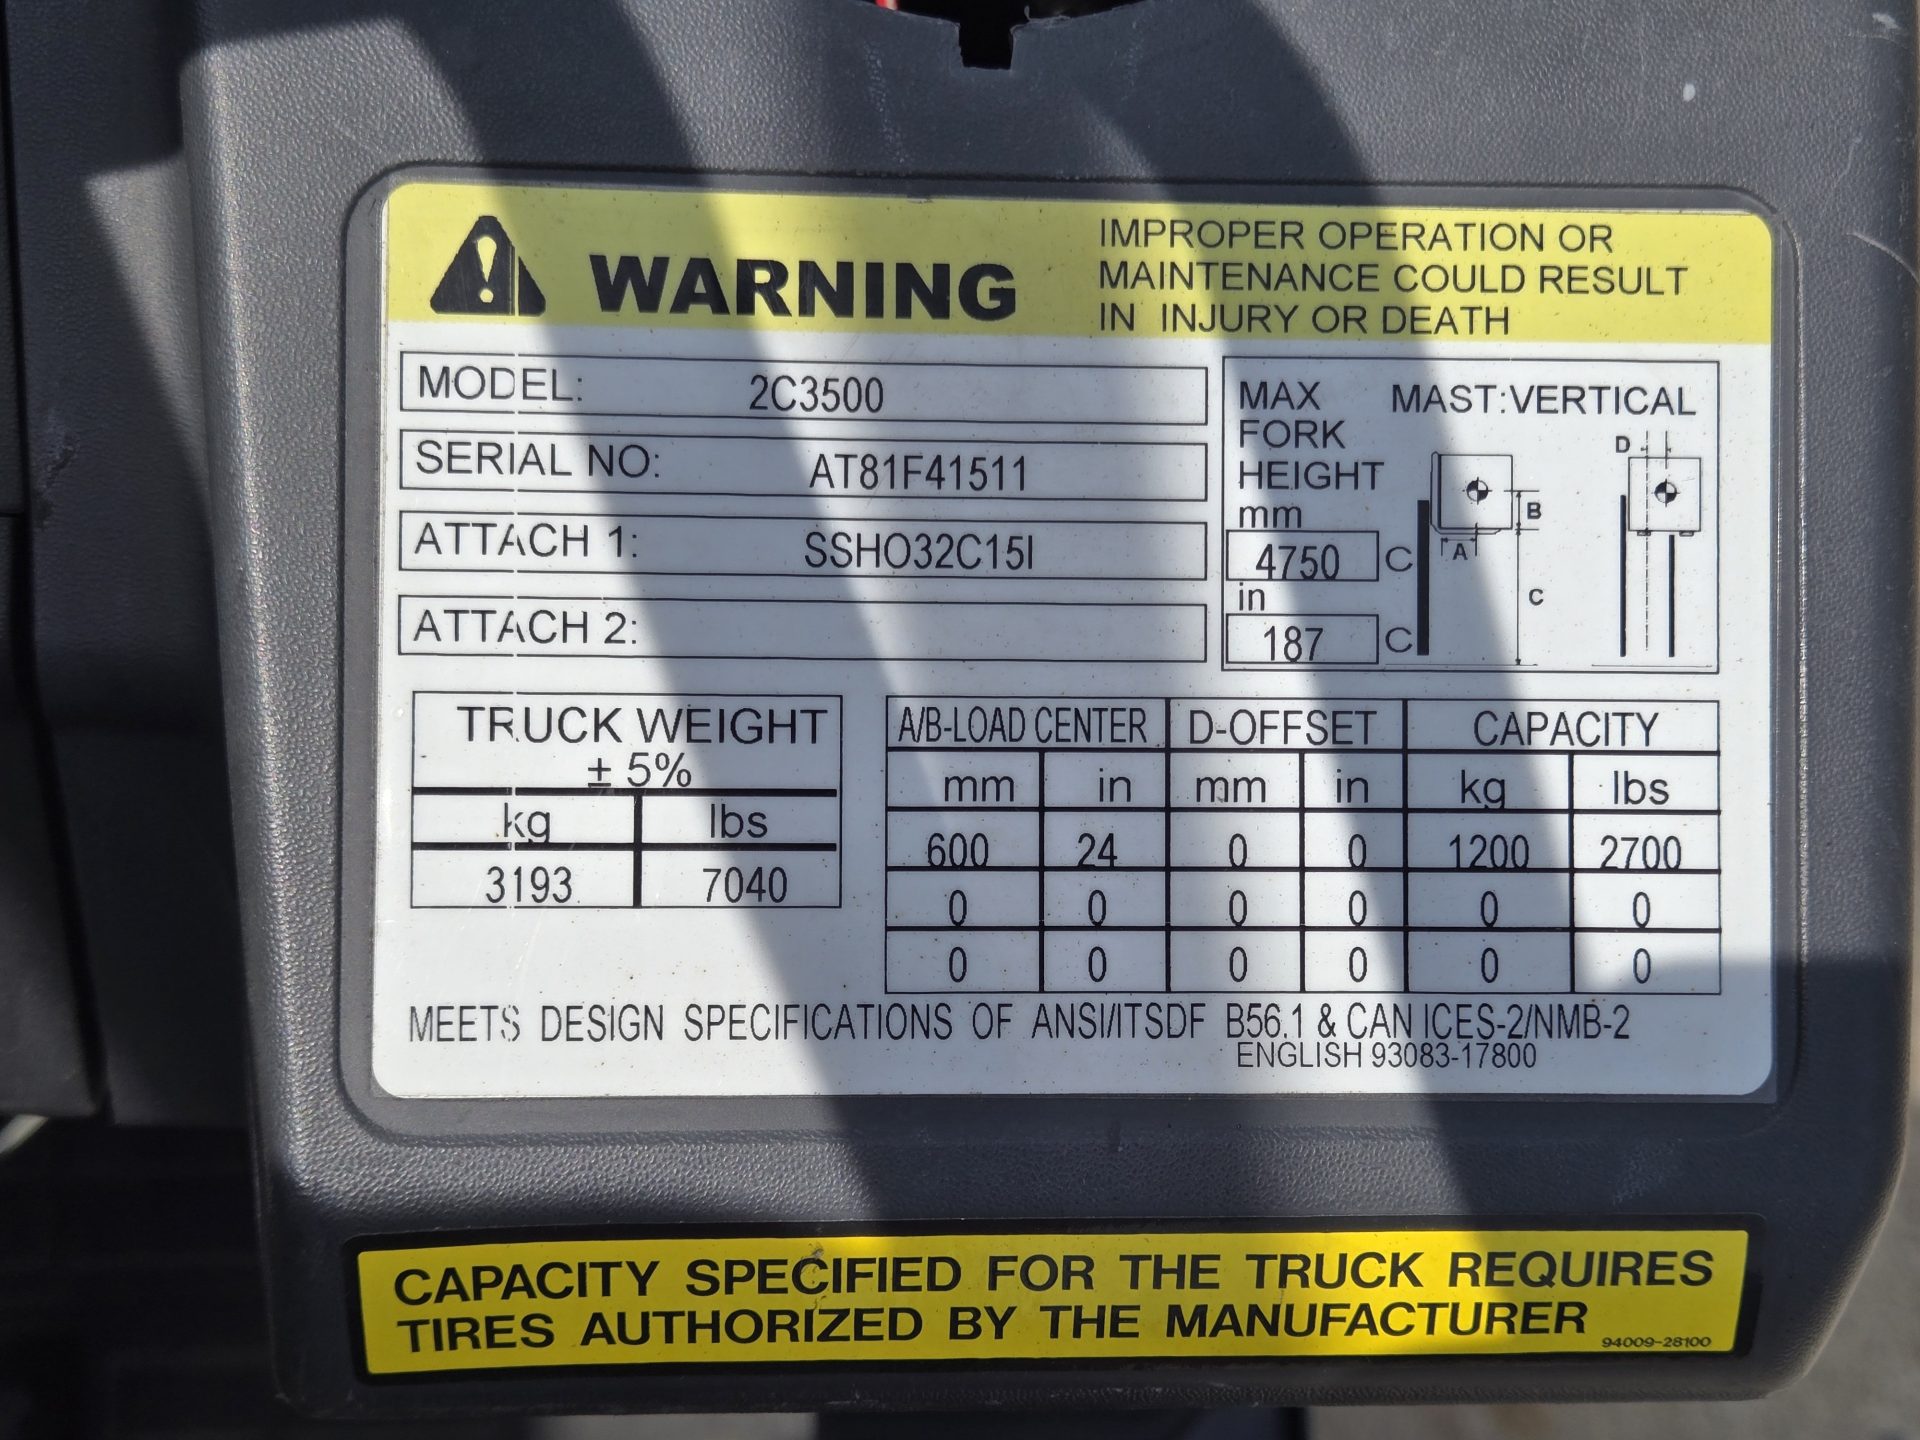 WARNING
IMPROPER OPERATION OR
MAINTENANCE COULD RESULT
IN INJURY OR DEATH
MODEL: 2C3500
SERIAL NO: AT81F41511
ATTACH 1: SSHO32C15I
ATTACH 2:
MAX
FORK
HEIGHT
mm
4750 C
in
187 C
MAST:VERTICAL
D
B
A
C
TRUCK WEIGHT
± 5%
kg lbs
3193 7040
A/B-LOAD CENTER D-OFFSET CAPACITY
mm in mm in kg lbs
600 24 0 0 1200 2700
0 0 0 0 0 0
0 0 0 0 0 0
MEETS DESIGN SPECIFICATIONS OF ANSI/ITSDF B56.1 & CAN ICES-2/NMB-2
ENGLISH 93083-17800
CAPACITY SPECIFIED FOR THE TRUCK REQUIRES
TIRES AUTHORIZED BY THE MANUFACTURER
94009-28100